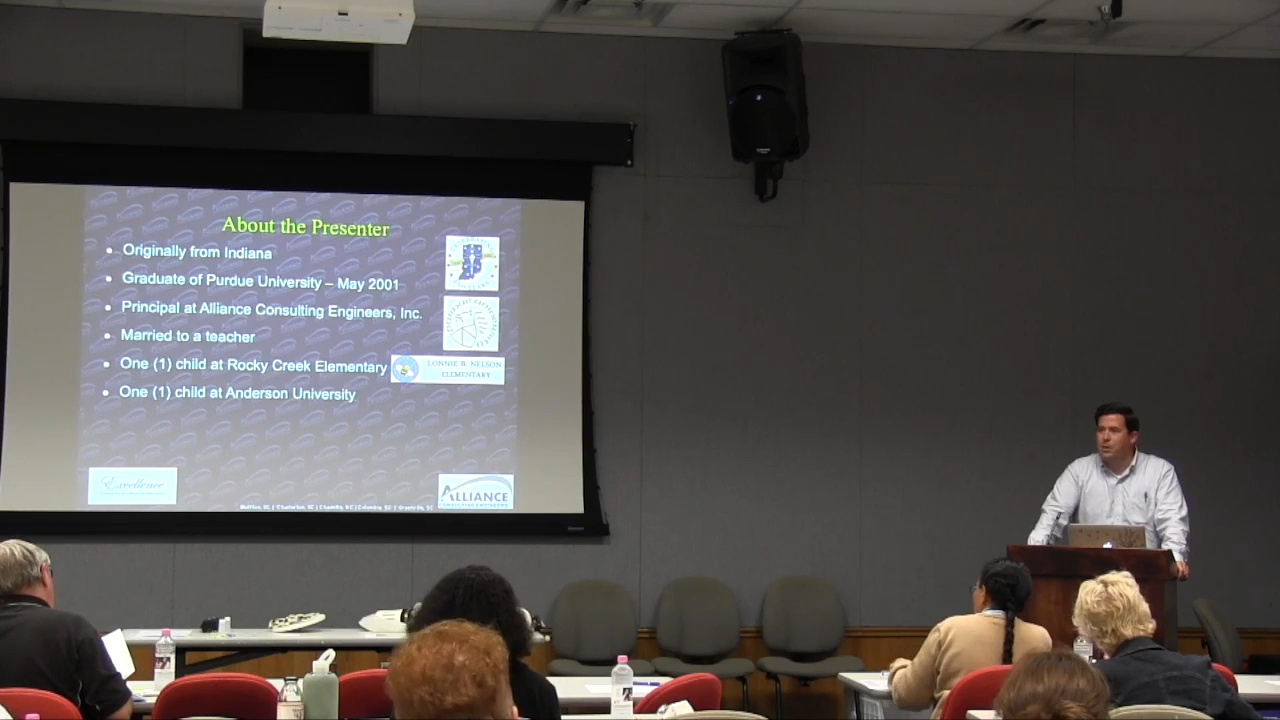 About the Presenter
• Originally from Indiana
• Graduate of Purdue University – May 2001
• Principal at Alliance Consulting Engineers, Inc.
• Married to a teacher
• One (1) child at Rocky Creek Elementary
LONNIE B. NELSON
ELEMENTARY
• One (1) child at Anderson University
Excellence
ALLIANCE
CONSULTING ENGINEERS